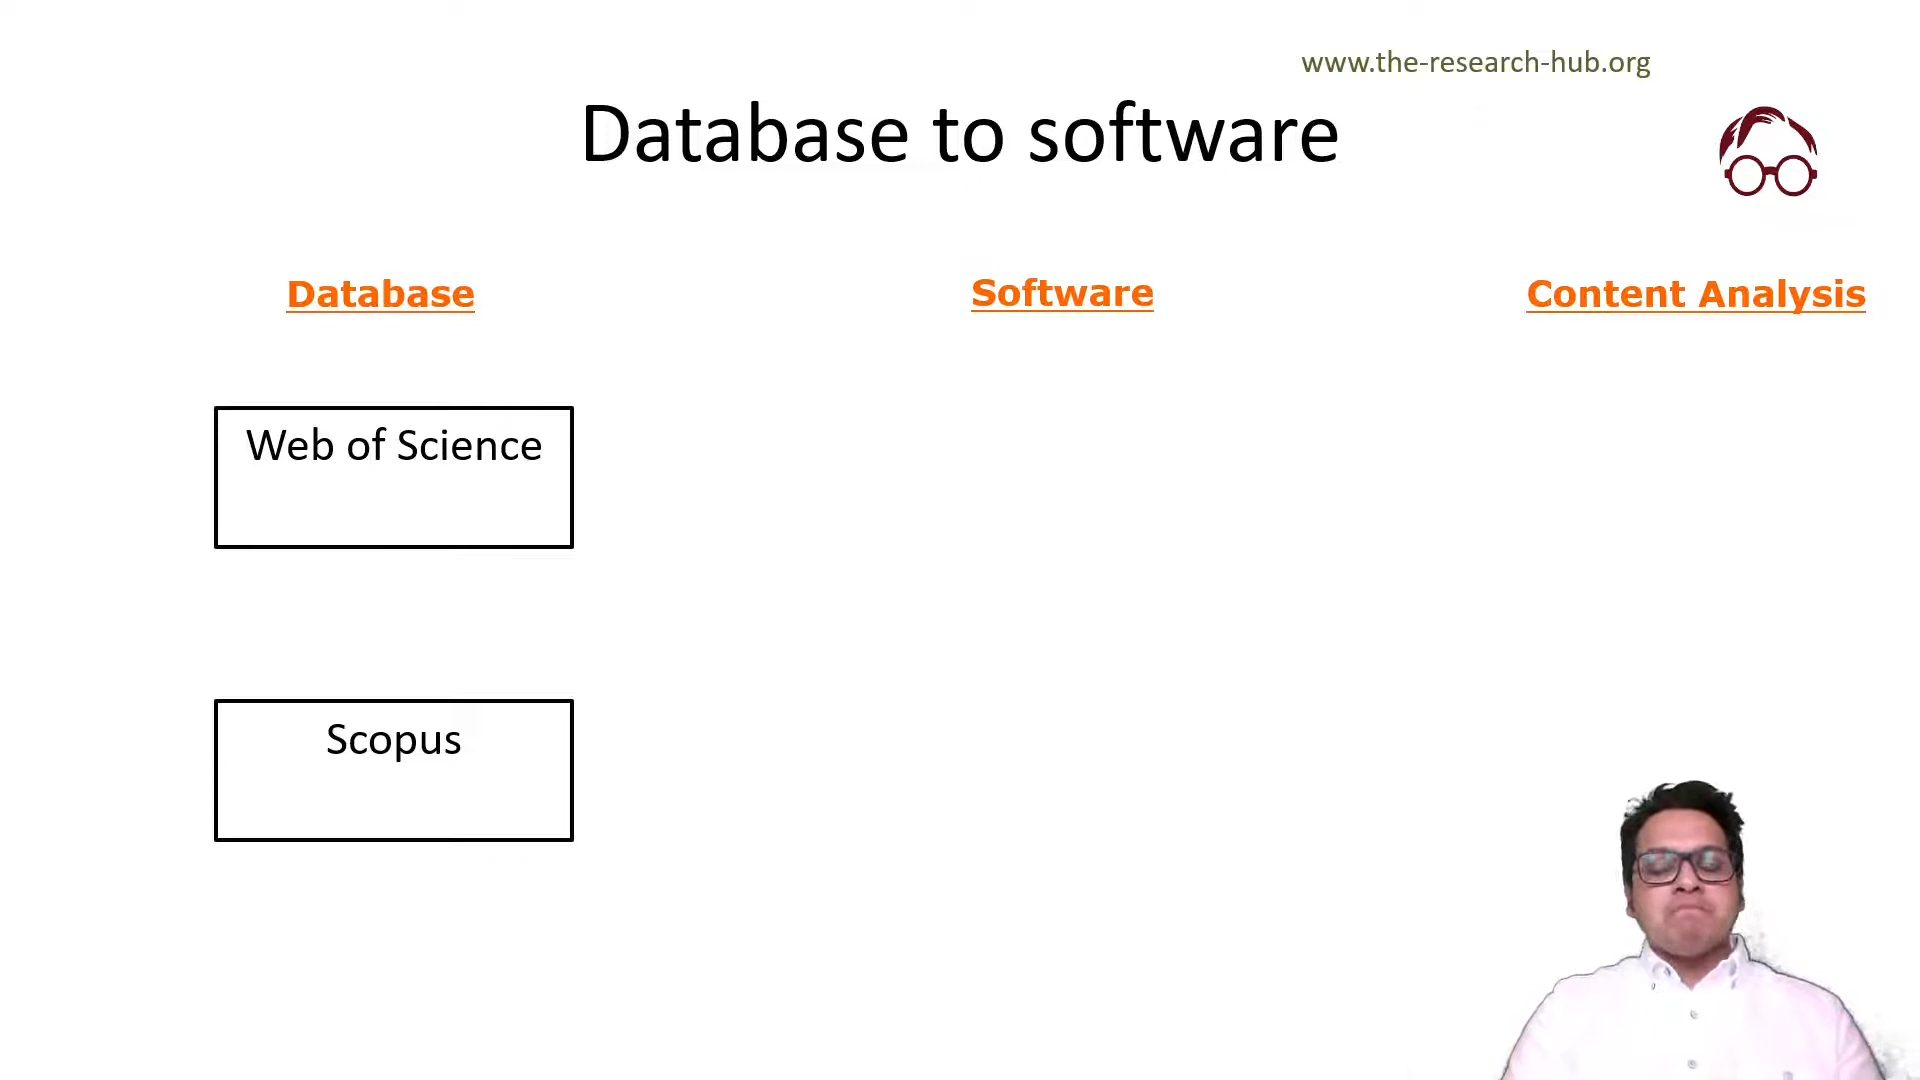 www.the-research-hub.org
Database to software
Database
Software
Content Analysis
Web of Science
Scopus